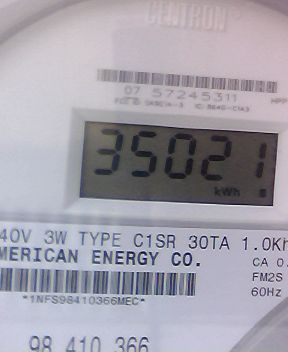 CENTRON®
07 57245311
HPP
35021
kWh
40V 3W TYPE C1SR 30TA 1.0Kh
MERICAN ENERGY CO.
CA 0.
FM2S
60Hz
*1NFS98410366MEC*
98 410 366